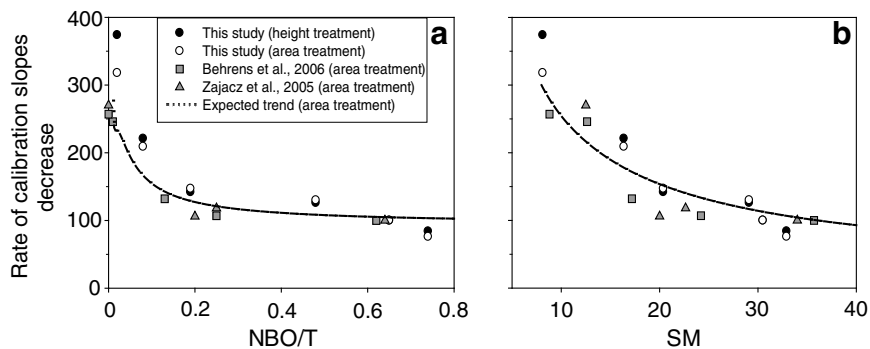 a
b
This study (height treatment)
This study (area treatment)
Behrens et al., 2006 (area treatment)
Zajacz et al., 2005 (area treatment)
Expected trend (area treatment)
Rate of calibration slopes
decrease
400
300
200
100
0
0 0.2 0.4 0.6 0.8
NBO/T
10 20 30 40
SM